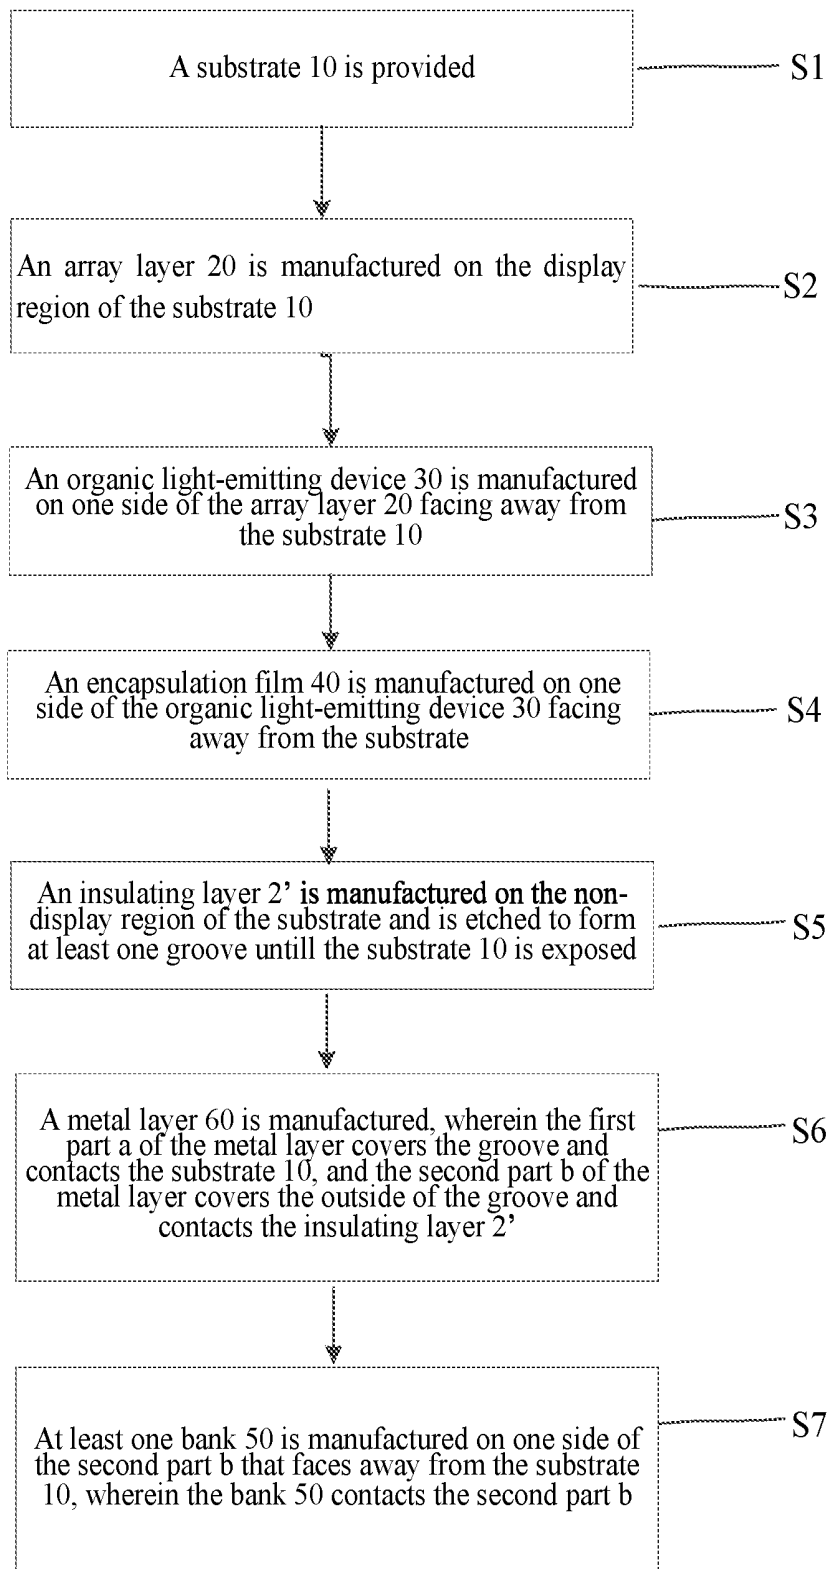 A substrate 10 is provided
S1
An array layer 20 is manufactured on the display
region of the substrate 10
S2
An organic light-emitting device 30 is manufactured
on one side of the array layer 20 facing away from
the substrate 10
S3
An encapsulation film 40 is manufactured on one
side of the organic light-emitting device 30 facing
away from the substrate
S4
An insulating layer 2’ is manufactured on the non-
display region of the substrate and is etched to form
at least one groove untill the substrate 10 is exposed
S5
A metal layer 60 is manufactured, wherein the first
part a of the metal layer covers the groove and
contacts the substrate 10, and the second part b of the
metal layer covers the outside of the groove and
contacts the insulating layer 2’
S6
At least one bank 50 is manufactured on one side of
the second part b that faces away from the substrate
10, wherein the bank 50 contacts the second part b
S7